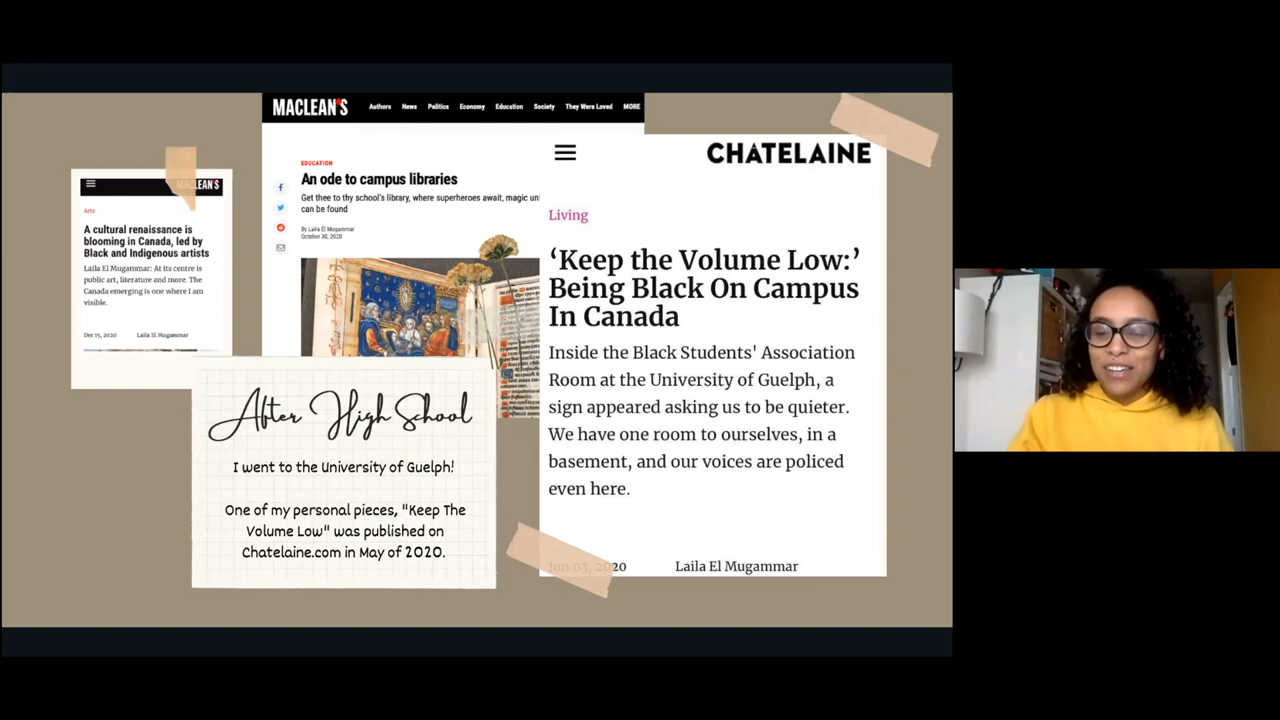 MACLEAN'S
Arts
A cultural renaissance is
blooming in Canada, led by
Black and Indigenous artists
Laila El Mugammar: At its centre is
public art, literature and more. The
Canada emerging is one where I am
visible.
Dec 15, 2020 Laila El Mugammar
MACLEAN'S Authors News Politics Economy Education Society They Were Loved MORE
EDUCATION
An ode to campus libraries
Get thee to thy school's library, where superheroes await, magic
can be found
By Laila El Mugammar
October 30, 2020
After High School
I went to the University of Guelph!
One of my personal pieces, "Keep The
Volume Low" was published on
Chatelaine.com in May of 2020.
CHATELAINE
Living
‘Keep the Volume Low:’
Being Black On Campus
In Canada
Inside the Black Students' Association
Room at the University of Guelph, a
sign appeared asking us to be quieter.
We have one room to ourselves, in a
basement, and our voices are policed
even here.
Jun 03, 2020 Laila El Mugammar